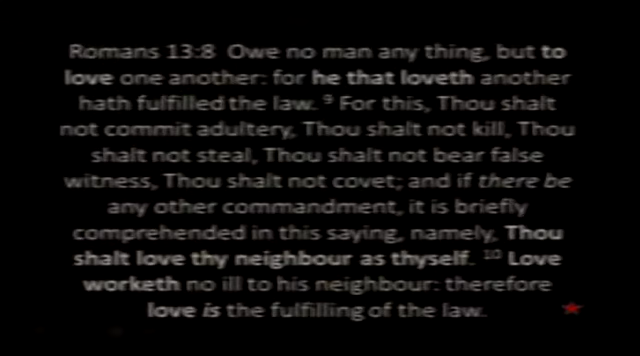 Romans 13:8 Owe no man any thing, but to
love one another: for he that loveth another
hath fulfilled the law. ⁹ For this, Thou shalt
not commit adultery, Thou shalt not kill, Thou
shalt not steal, Thou shalt not bear false
witness, Thou shalt not covet; and if there be
any other commandment, it is briefly
comprehended in this saying, namely, Thou
shalt love thy neighbour as thyself. ¹⁰ Love
worketh no ill to his neighbour: therefore
love is the fulfilling of the law.